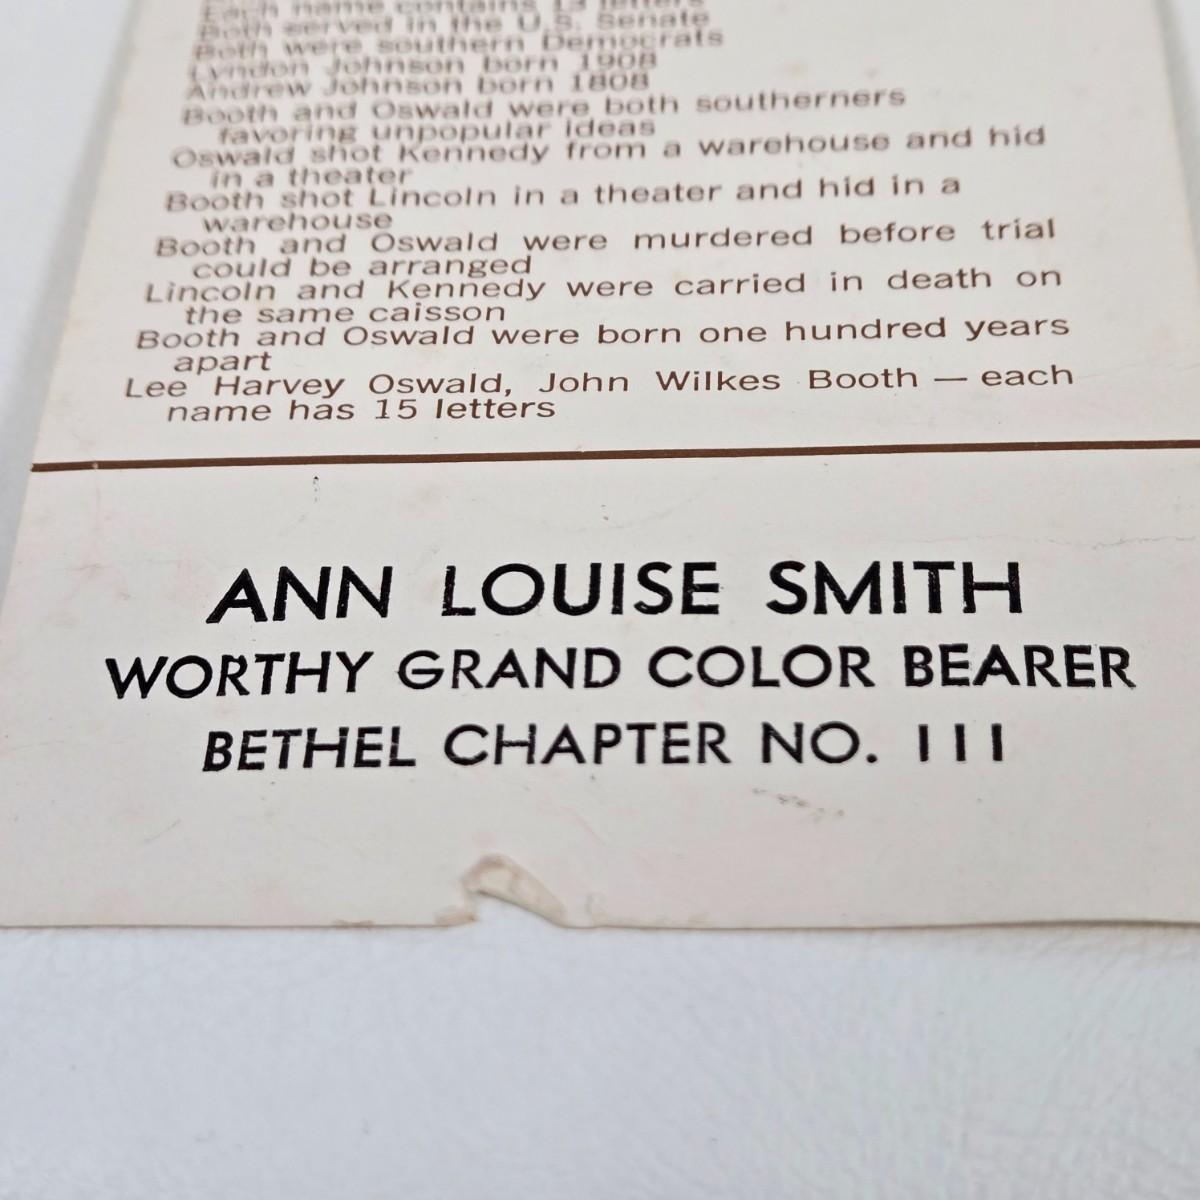 Each name contains 13 letters
Both served in the U.S. Senate
Both were southern Democrats
Lyndon Johnson born 1908
Andrew Johnson born 1808
Booth and Oswald were both southerners
favoring unpopular ideas
Oswald shot Kennedy from a warehouse and hid
in a theater
Booth shot Lincoln in a theater and hid in a
warehouse
Booth and Oswald were murdered before trial
could be arranged
Lincoln and Kennedy were carried in death on
the same caisson
Booth and Oswald were born one hundred years
apart
Lee Harvey Oswald, John Wilkes Booth — each
name has 15 letters
ANN LOUISE SMITH
WORTHY GRAND COLOR BEARER
BETHEL CHAPTER NO. 111